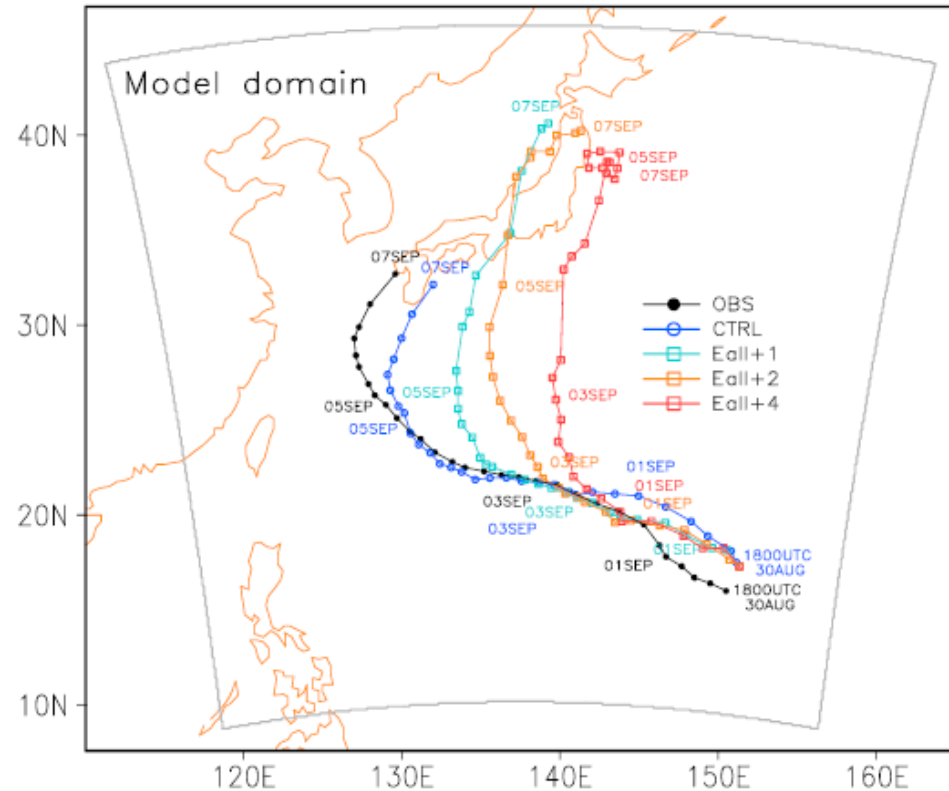 Model domain
40N
30N
20N
10N
120E
130E
140E
150E
160E
07SEP
07SEP
05SEP
07SEP
07SEP
07SEP
05SEP
OBS
CTRL
Eall+1
Eall+2
Eall+4
03SEP
05SEP
05SEP
05SEP
03SEP
01SEP
01SEP
01SEP
03SEP
03SEP
03SEP
01SEP
01SEP
1800UTC
30AUG
1800UTC
30AUG